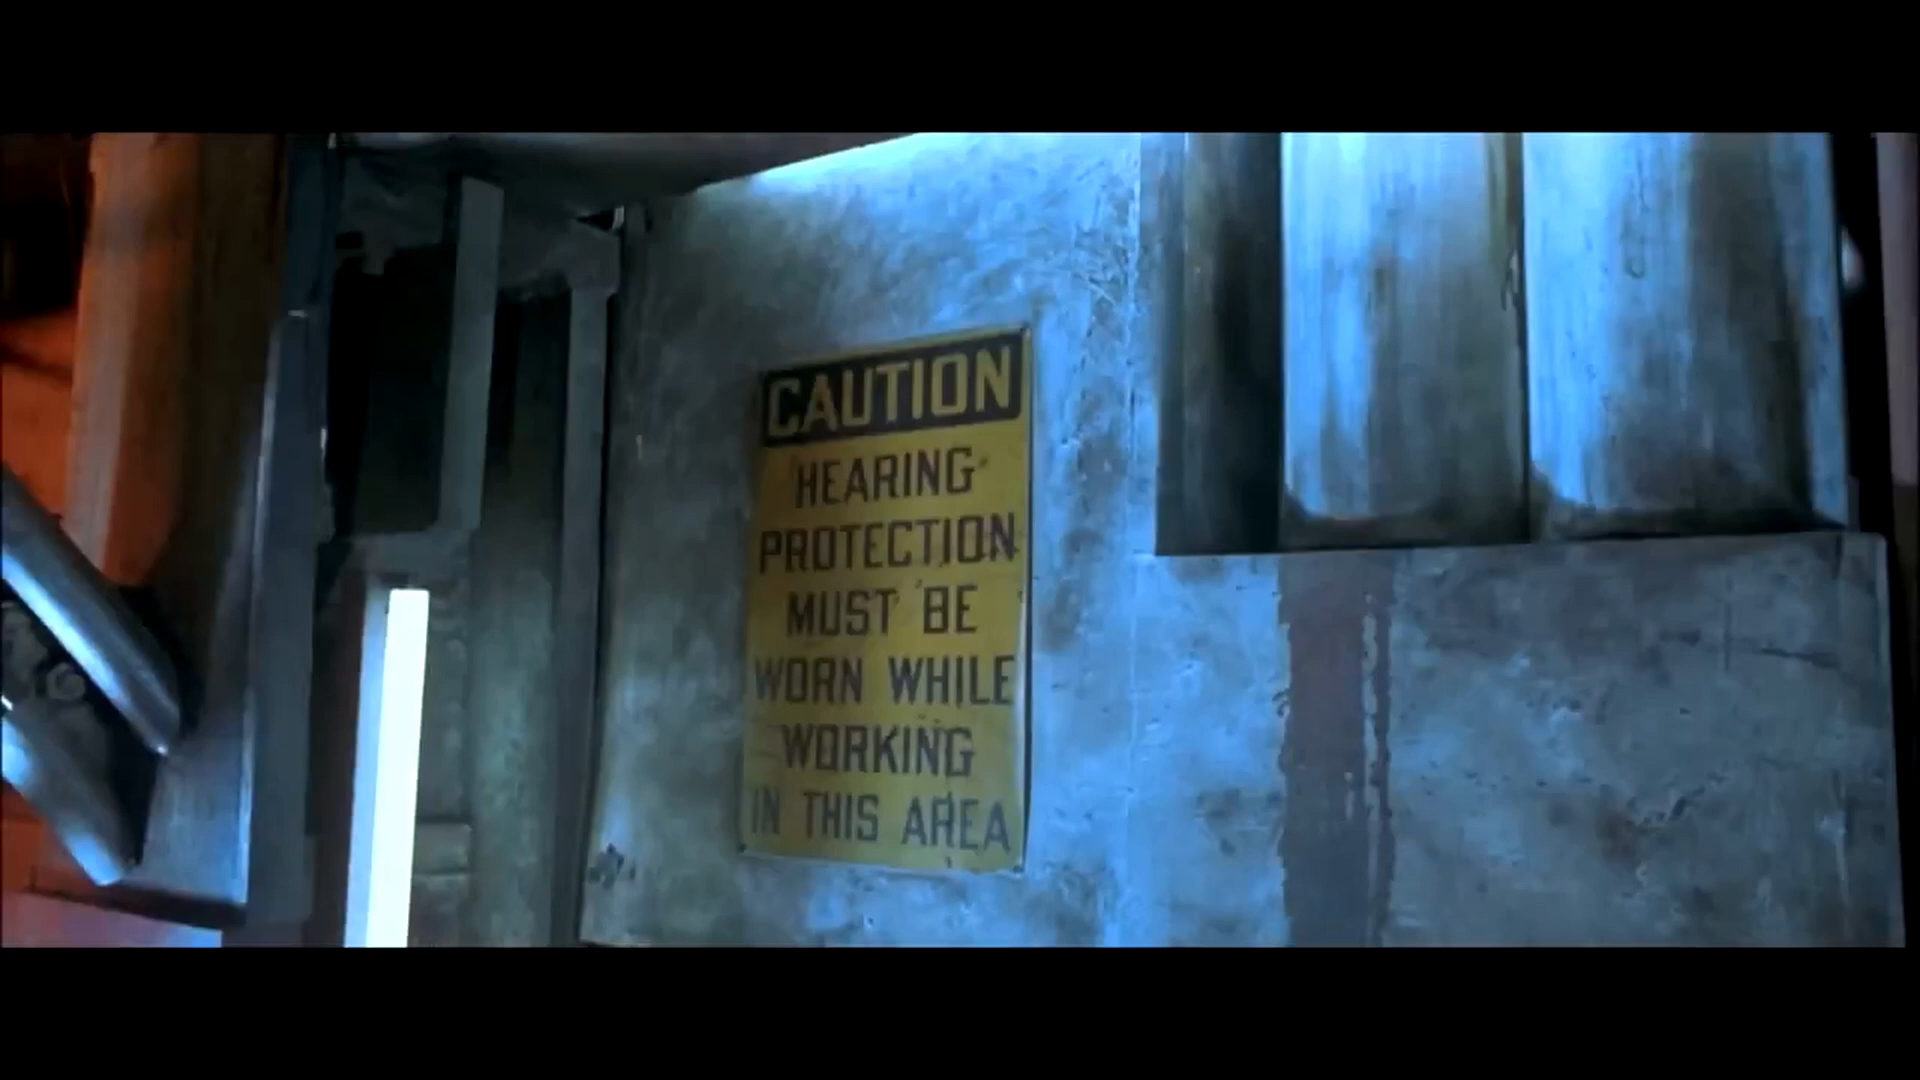 CAUTION
HEARING
PROTECTION
MUST BE
WORN WHILE
WORKING
IN THIS AREA